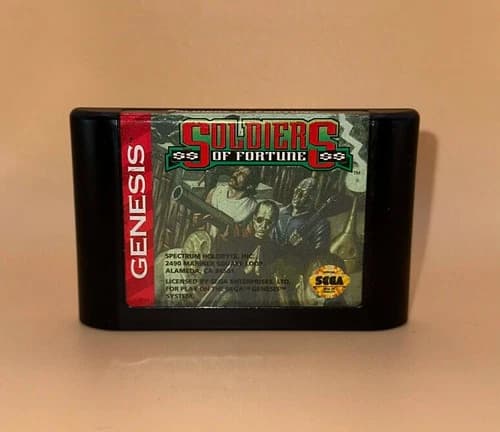 GENESIS
SOLDIERS
$$ OF FORTUNE $$
TM
SPECTRUM HOLOBYTE, INC.
2490 MARINER SQUARE LOOP
ALAMEDA, CA 94501
LICENSED BY SEGA ENTERPRISES, LTD.
FOR PLAY ON THE SEGA™ GENESIS™
SYSTEM.
SEGA